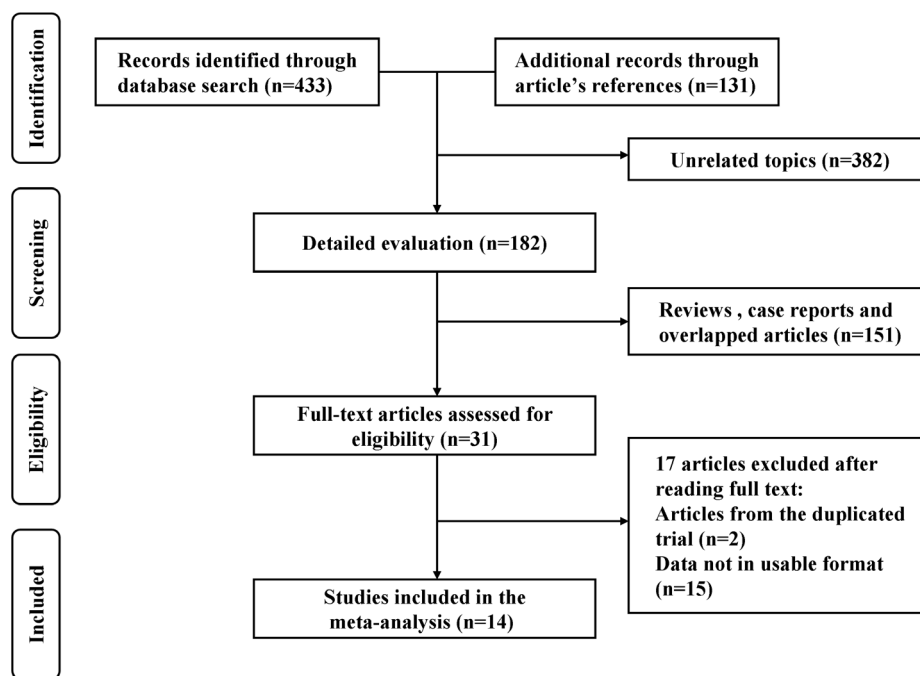 Identification
Records identified through
database search (n=433)
Additional records through
article's references (n=131)
Unrelated topics (n=382)
Screening
Detailed evaluation (n=182)
Reviews , case reports and
overlapped articles (n=151)
Eligibility
Full-text articles assessed for
eligibility (n=31)
17 articles excluded after
reading full text:
Articles from the duplicated
trial (n=2)
Data not in usable format
(n=15)
Included
Studies included in the
meta-analysis (n=14)